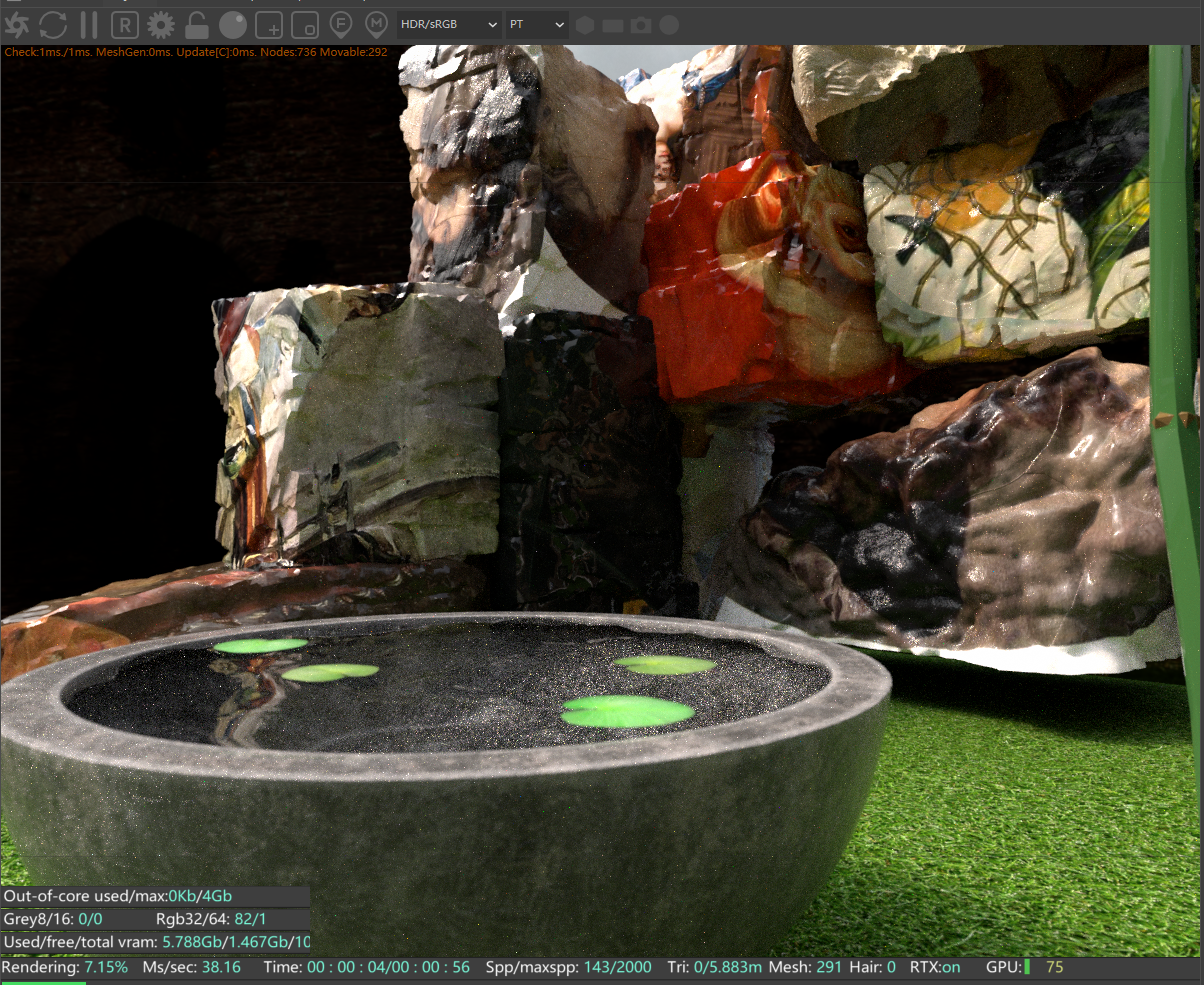 R
F
M
HDR/sRGB
PT
Check:1ms./1ms. MeshGen:0ms. Update[C]:0ms. Nodes:736 Movable:292
Out-of-core used/max:0Kb/4Gb
Grey8/16: 0/0 Rgb32/64: 82/1
Used/free/total vram: 5.788Gb/1.467Gb/10
Rendering: 7.15% Ms/sec: 38.16 Time: 00 : 00 : 04/00 : 00 : 56 Spp/maxspp: 143/2000 Tri: 0/5.883m Mesh: 291 Hair: 0 RTX:on GPU: 75